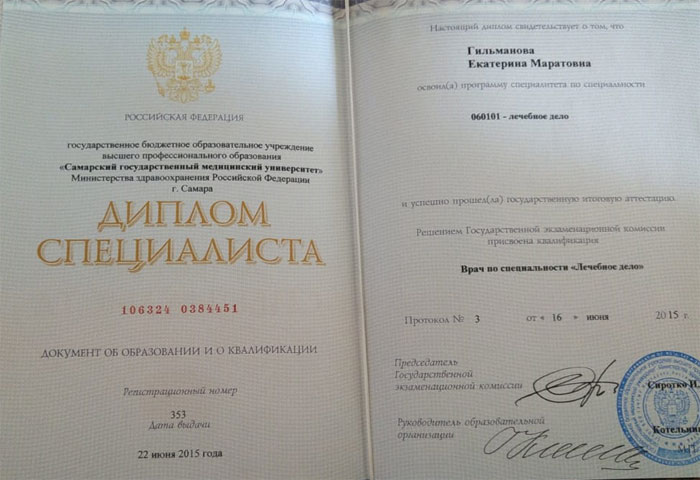 РОССИЙСКАЯ ФЕДЕРАЦИЯ
государственное бюджетное образовательное учреждение
высшего профессионального образования
«Самарский государственный медицинский университет»
Министерства здравоохранения Российской Федерации
г. Самара
ДИПЛОМ
СПЕЦИАЛИСТА
106324 0384451
ДОКУМЕНТ ОБ ОБРАЗОВАНИИ И О КВАЛИФИКАЦИИ
Регистрационный номер
353
Дата выдачи
22 июня 2015 года
Настоящий диплом свидетельствует о том, что
Гильманова
Екатерина Маратовна
освоил(а) программу специалитета по специальности
060101 - лечебное дело
и успешно прошел(ла) государственную итоговую аттестацию
Решением Государственной экзаменационной комиссии
присвоена квалификация
Врач по специальности «Лечебное дело»
Протокол № 3 от « 16 » июня 2015 г.
Председатель
Государственной
экзаменационной комиссии
Сиротко И.
Руководитель образовательной
организации